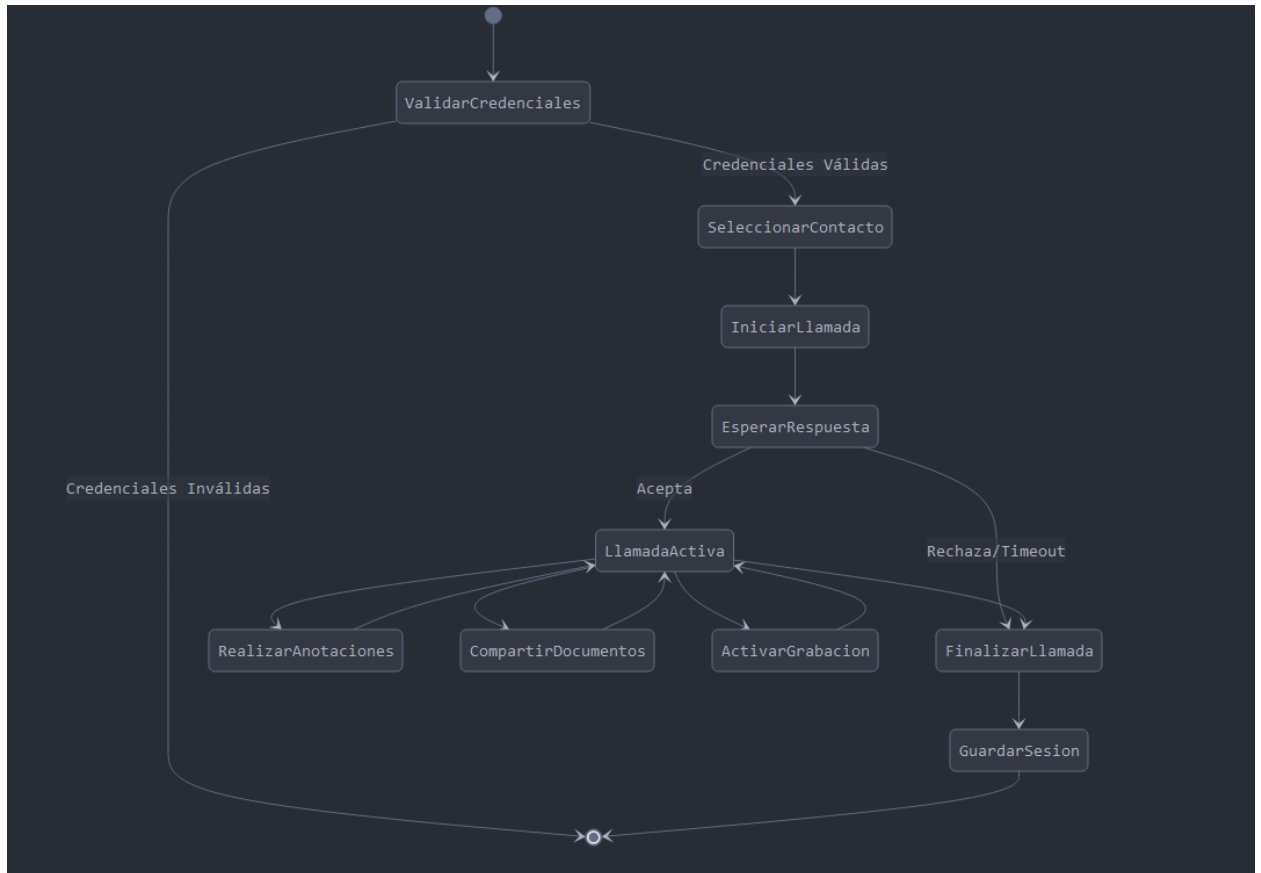 ValidarCredenciales
Credenciales Válidas
SeleccionarContacto
IniciarLlamada
EsperarRespuesta
Credenciales Inválidas
Acepta
LlamadaActiva
Rechaza/Timeout
RealizarAnotaciones
CompartirDocumentos
ActivarGrabacion
FinalizarLlamada
GuardarSesion